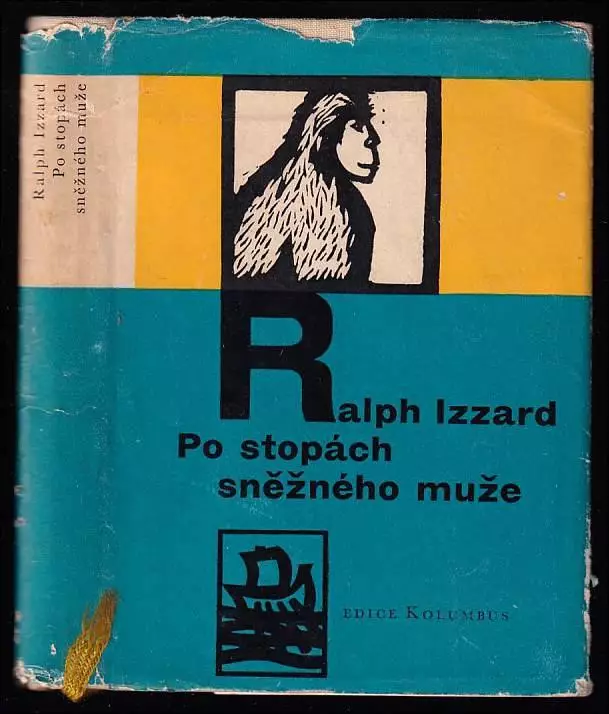 Ralph Izzard
Po stopách
sněžného muže
Ralph Izzard
Po stopách
sněžného muže
EDICE KOLUMBUS